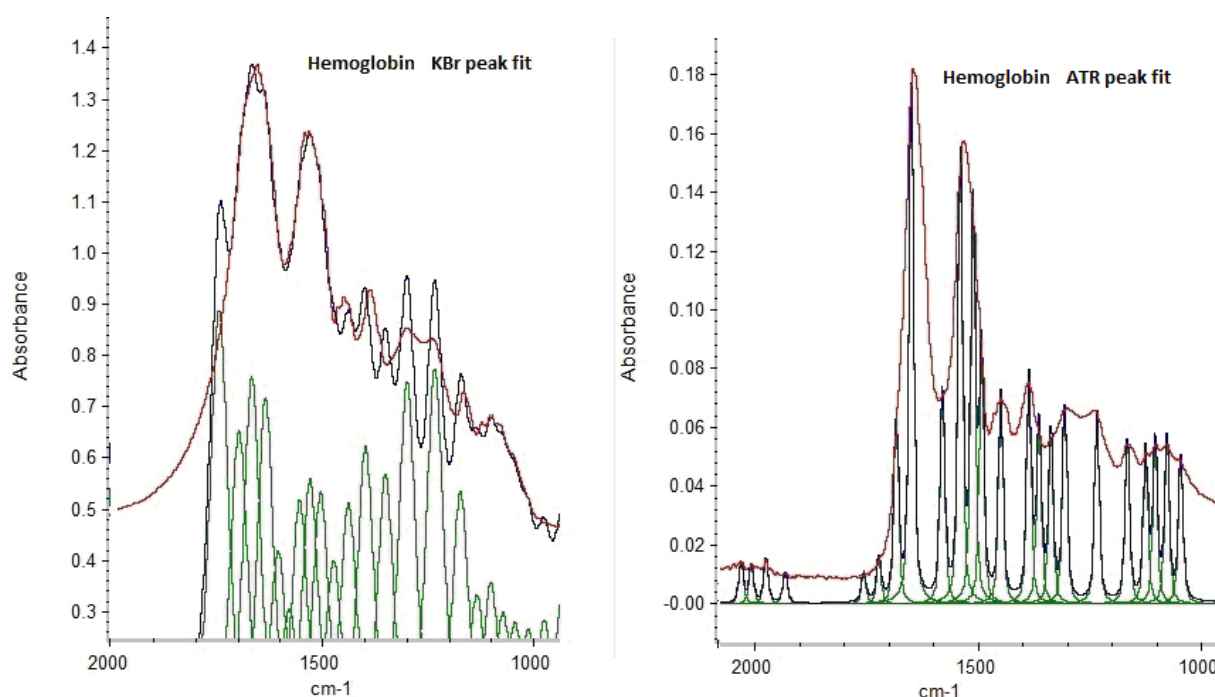 Hemoglobin KBr peak fit
1.4
1.3
1.2
1.1
1.0
0.9
0.8
0.7
0.6
0.5
0.4
0.3
Absorbance
2000 1500 1000
cm-1
Hemoglobin ATR peak fit
0.18
0.16
0.14
0.12
0.10
0.08
0.06
0.04
0.02
-0.00
Absorbance
2000 1500 1000
cm-1